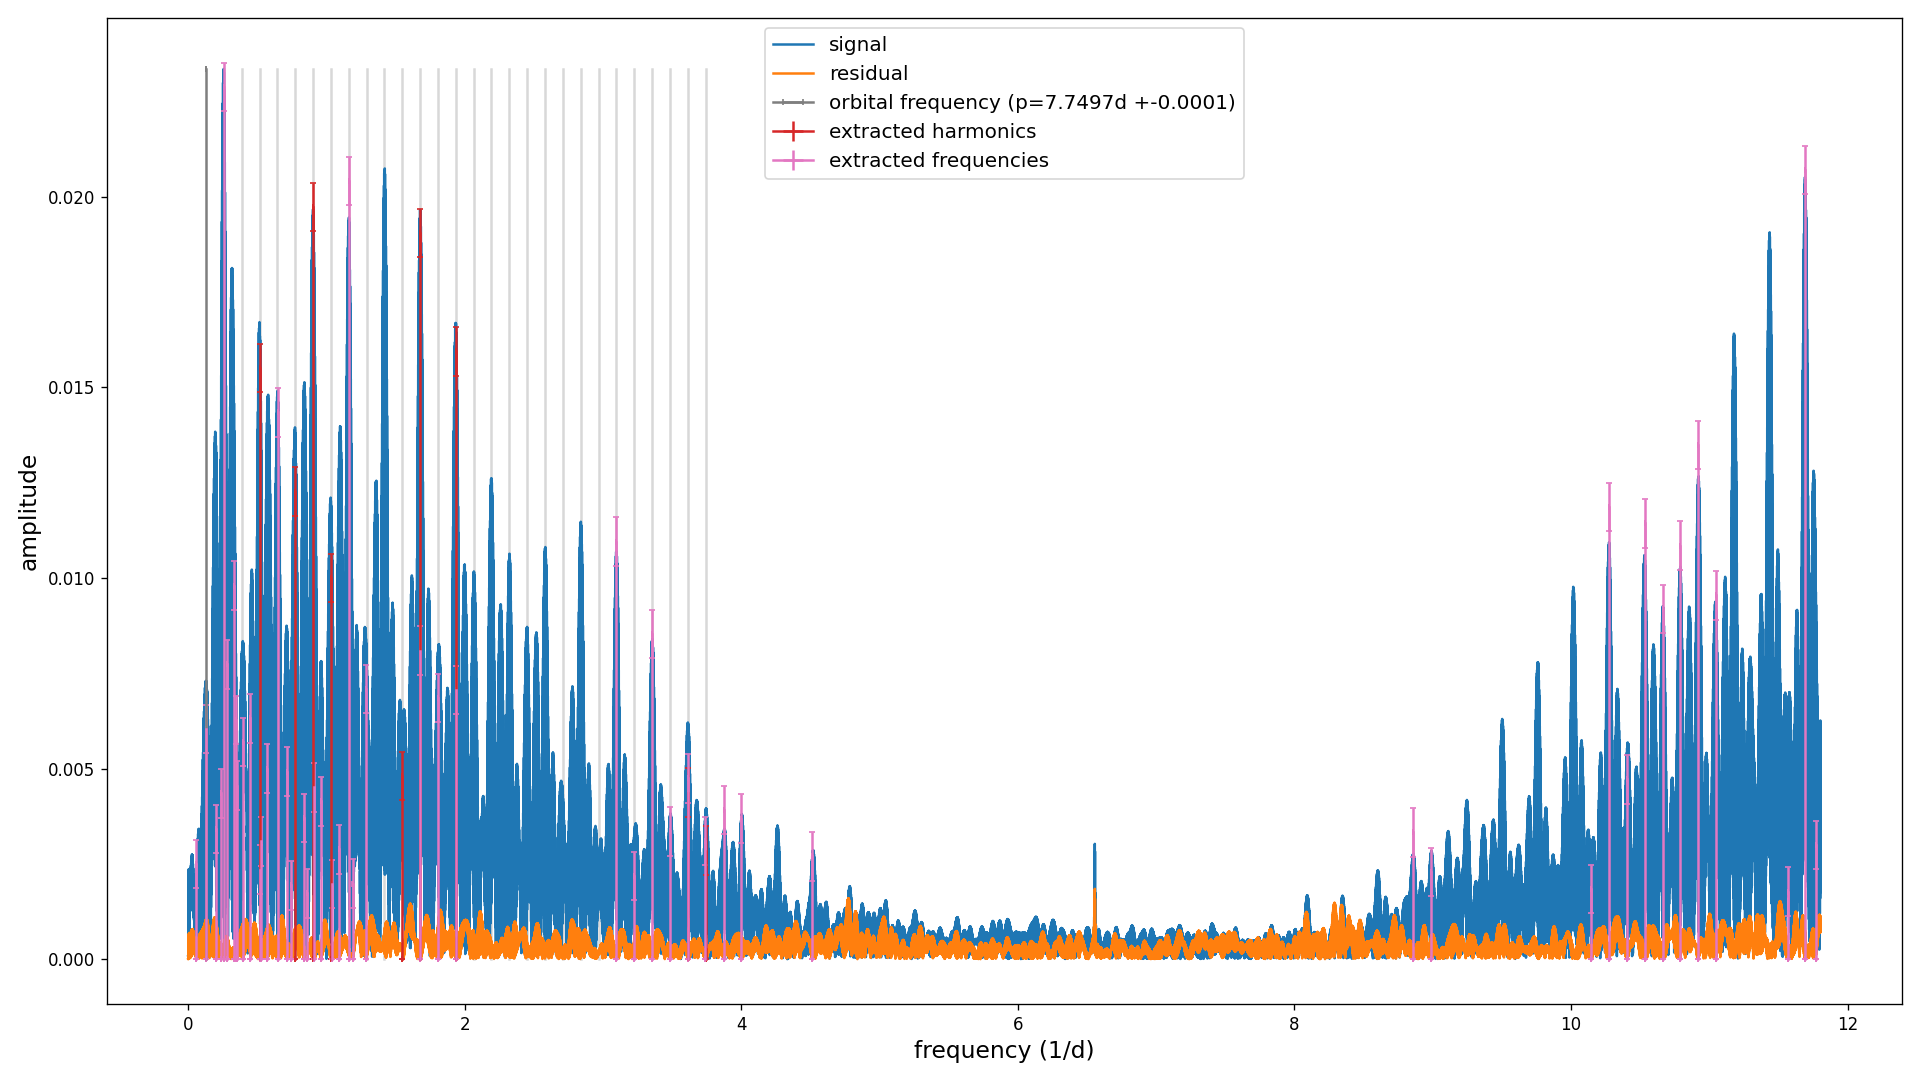 signal
residual
orbital frequency (p=7.7497d +-0.0001)
extracted harmonics
extracted frequencies
amplitude
0.020
0.015
0.010
0.005
0.000
0 2 4 6 8 10 12
frequency (1/d)